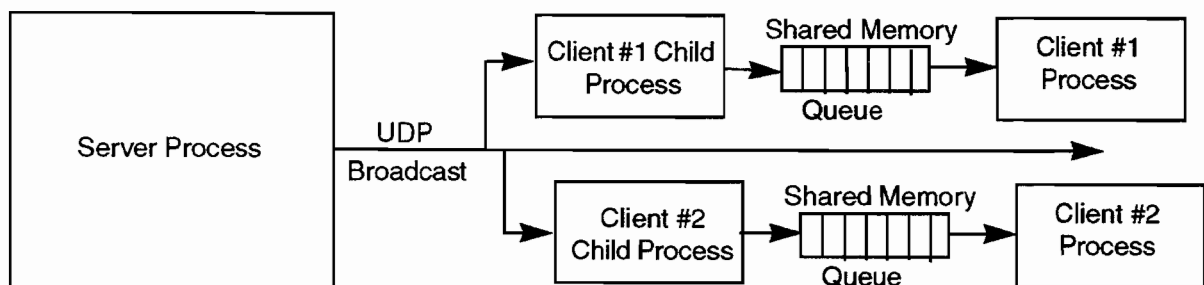 Server Process
UDP
Broadcast
Client #1 Child
Process
Shared Memory
Queue
Client #1
Process
Client #2
Child Process
Shared Memory
Queue
Client #2
Process